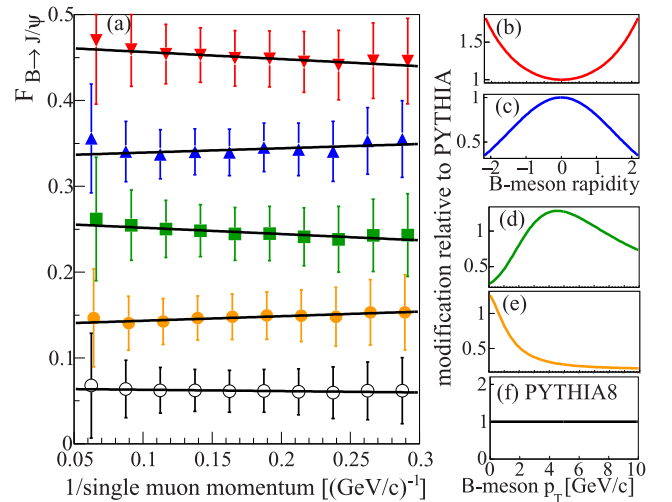 (a)
F B→ J/ψ
0.5
0.4
0.3
0.2
0.1
0
0.05
0.1
0.15
0.2
0.25
0.3
1/single muon momentum [(GeV/c)⁻¹]
modification relative to PYTHIA
(b)
1.5
1
(c)
1
0.5
−2 −1 0 1 2
B-meson rapidity
(d)
1
0.5
(e)
1
0.5
(f) PYTHIA8
2
1
0
0 2 4 6 8 10
B-meson p_T [GeV/c]